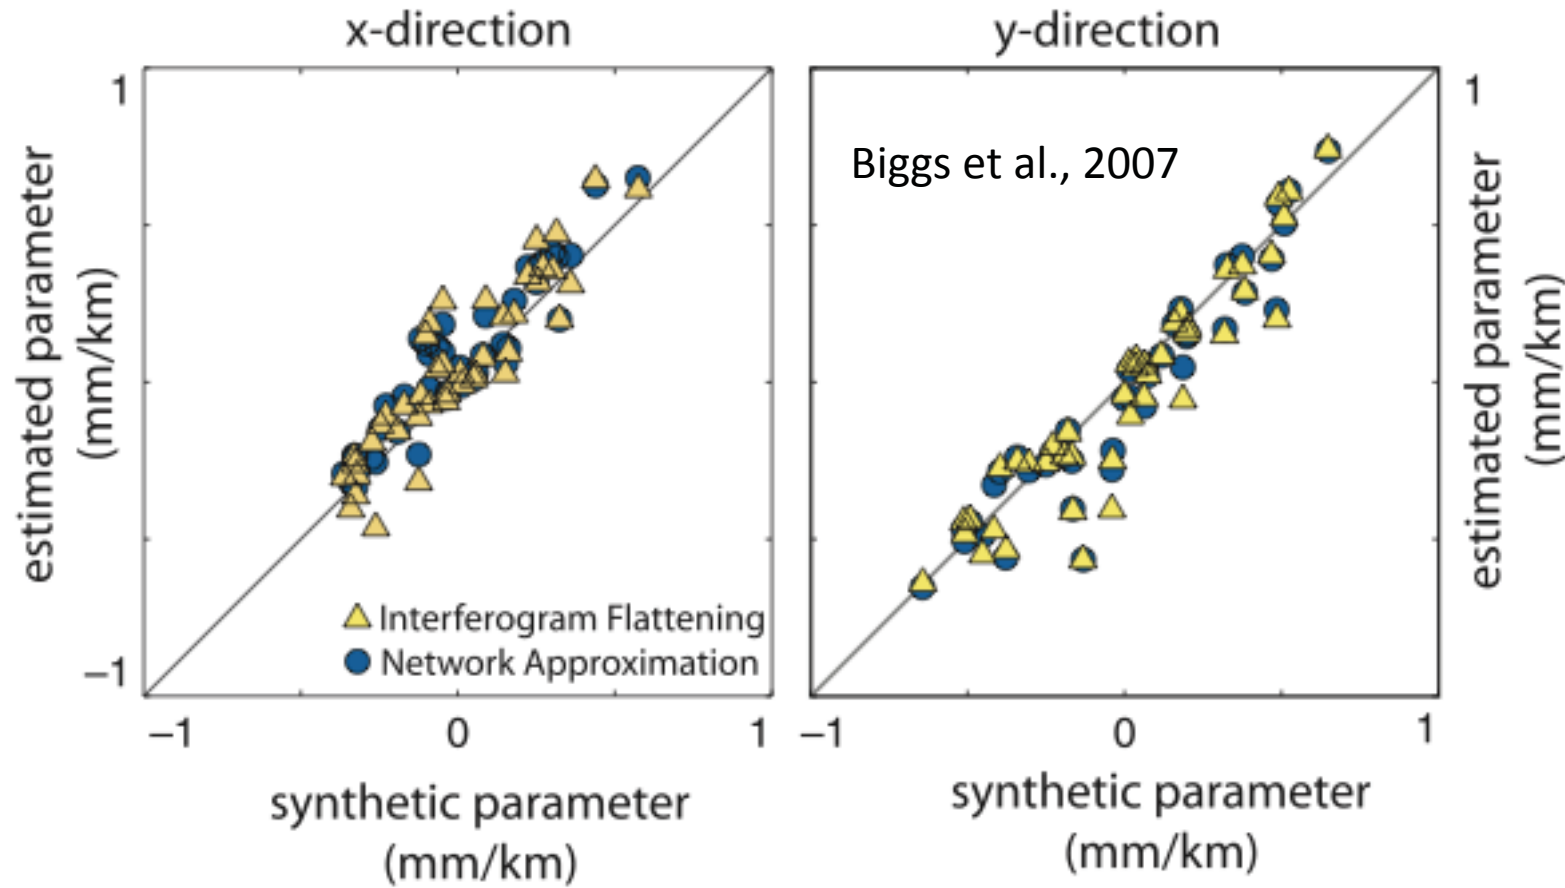 x-direction
y-direction
1
1
Biggs et al., 2007
estimated parameter
(mm/km)
estimated parameter
(mm/km)
Interferogram Flattening
Network Approximation
−1
−1
0
1
−1
0
1
synthetic parameter
(mm/km)
synthetic parameter
(mm/km)